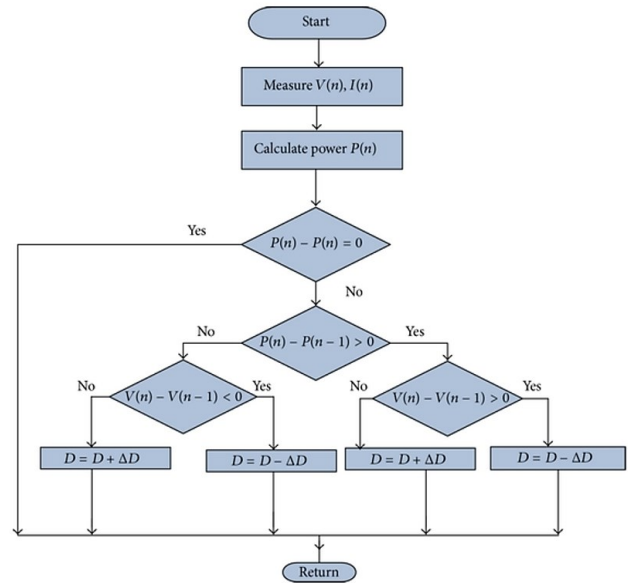 Start
Measure V(n), I(n)
Calculate power P(n)
Yes
P(n) − P(n) = 0
No
No
P(n) − P(n − 1) > 0
Yes
No
V(n) − V(n − 1) < 0
Yes
No
V(n) − V(n − 1) > 0
Yes
D = D + ΔD
D = D − ΔD
D = D + ΔD
D = D − ΔD
Return